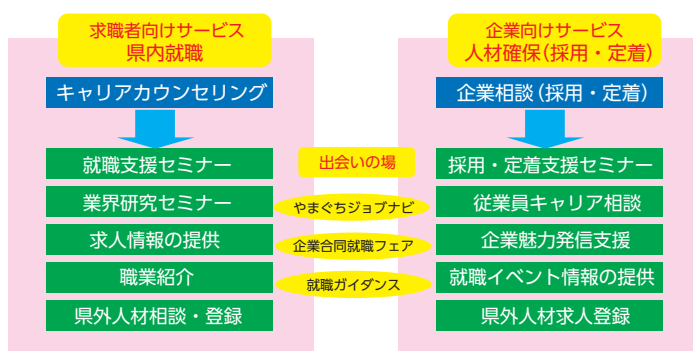 求職者向けサービス
県内就職
キャリアカウンセリング
就職支援セミナー
業界研究セミナー
求人情報の提供
職業紹介
県外人材相談・登録
出会いの場
やまぐちジョブナビ
企業合同就職フェア
就職ガイダンス
企業向けサービス
人材確保(採用・定着)
企業相談(採用・定着)
採用・定着支援セミナー
従業員キャリア相談
企業魅力発信支援
就職イベント情報の提供
県外人材求人登録